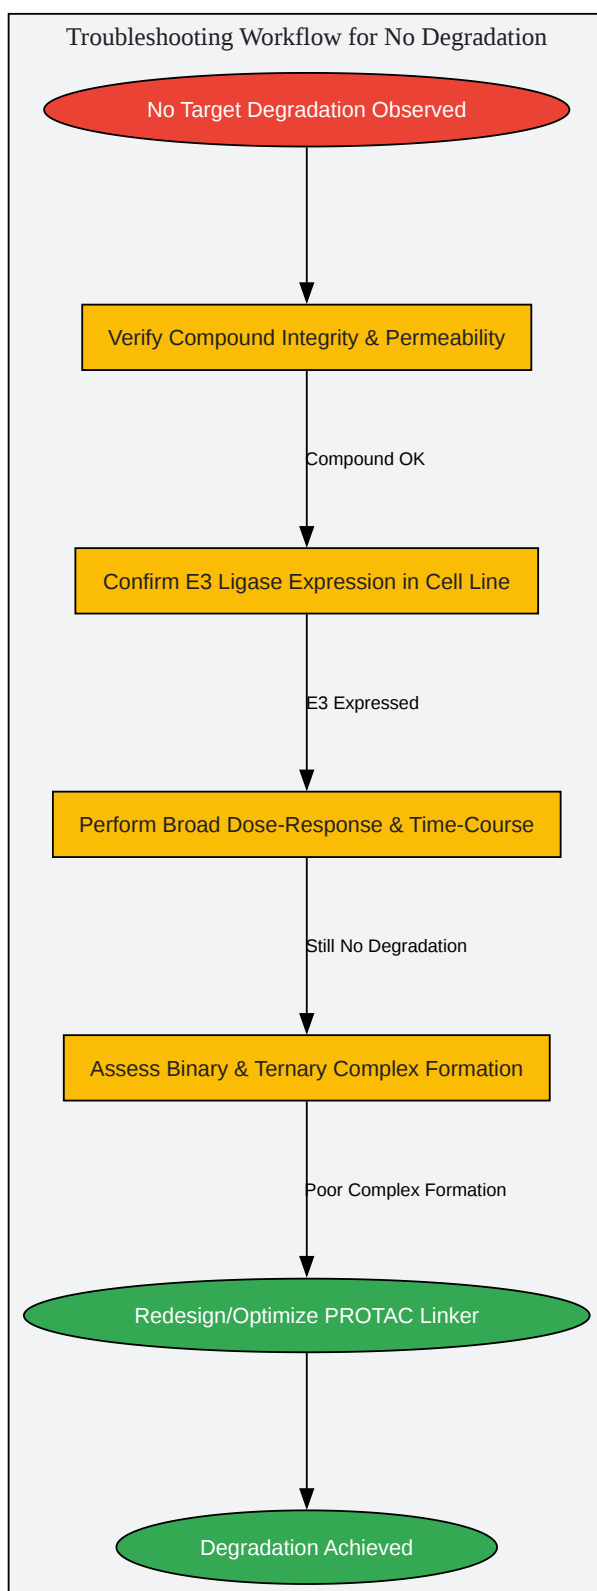 Troubleshooting Workflow for No Degradation
No Target Degradation Observed
Verify Compound Integrity & Permeability
Compound OK
Confirm E3 Ligase Expression in Cell Line
E3 Expressed
Perform Broad Dose-Response & Time-Course
Still No Degradation
Assess Binary & Ternary Complex Formation
Poor Complex Formation
Redesign/Optimize PROTAC Linker
Degradation Achieved